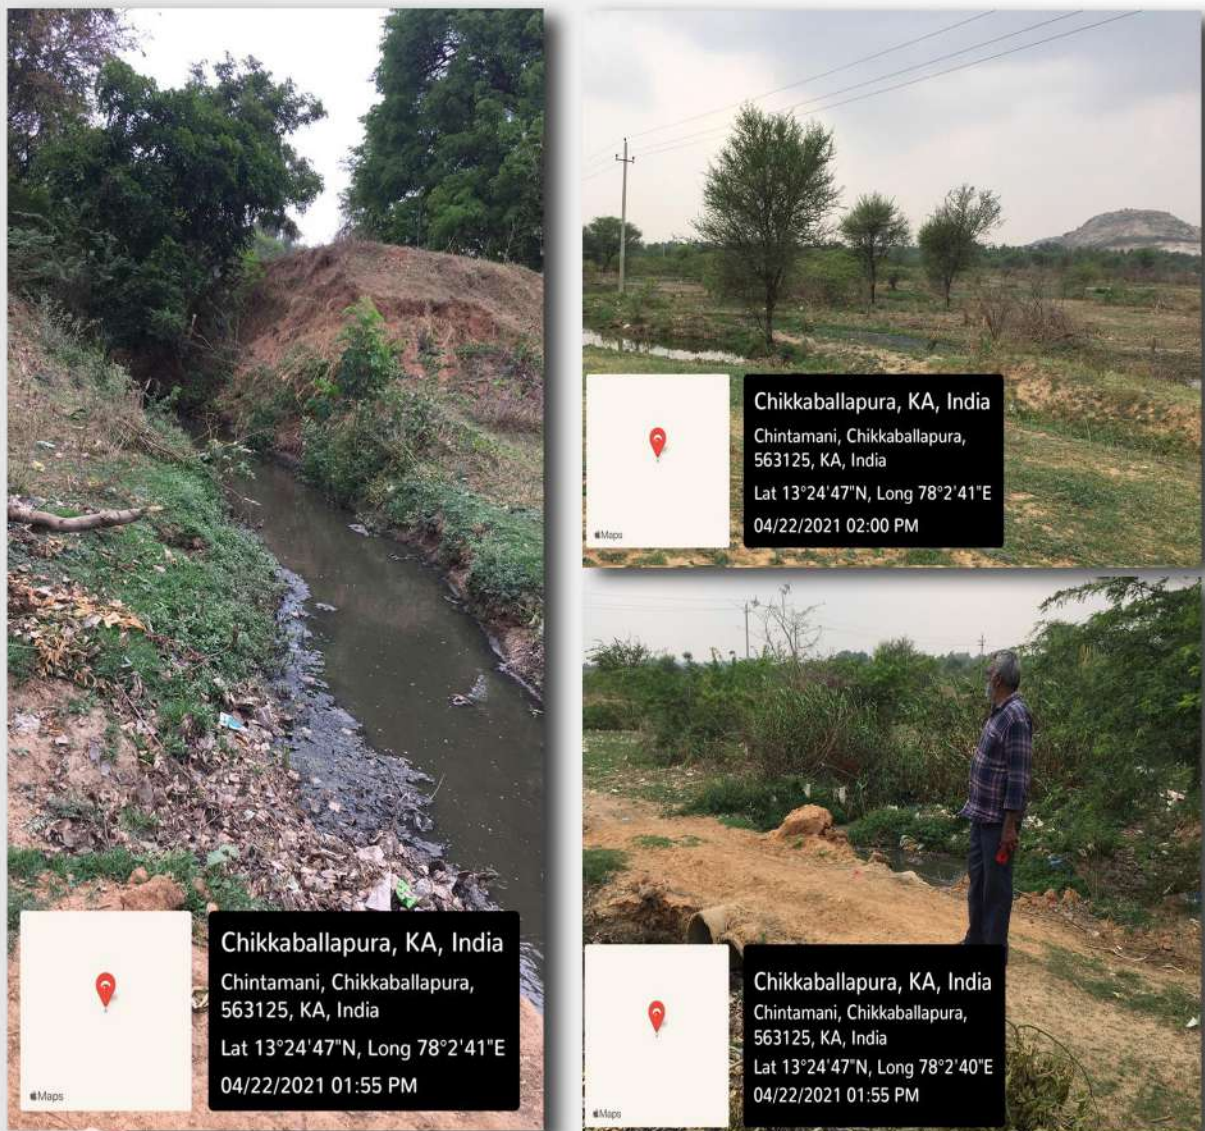 Chikkaballapura, KA, India
Chintamani, Chikkaballapura,
563125, KA, India
Lat 13°24'47"N, Long 78°2'41"E
04/22/2021 01:55 PM
Maps
Chikkaballapura, KA, India
Chintamani, Chikkaballapura,
563125, KA, India
Lat 13°24'47"N, Long 78°2'41"E
04/22/2021 02:00 PM
Maps
Chikkaballapura, KA, India
Chintamani, Chikkaballapura,
563125, KA, India
Lat 13°24'47"N, Long 78°2'40"E
04/22/2021 01:55 PM
Maps